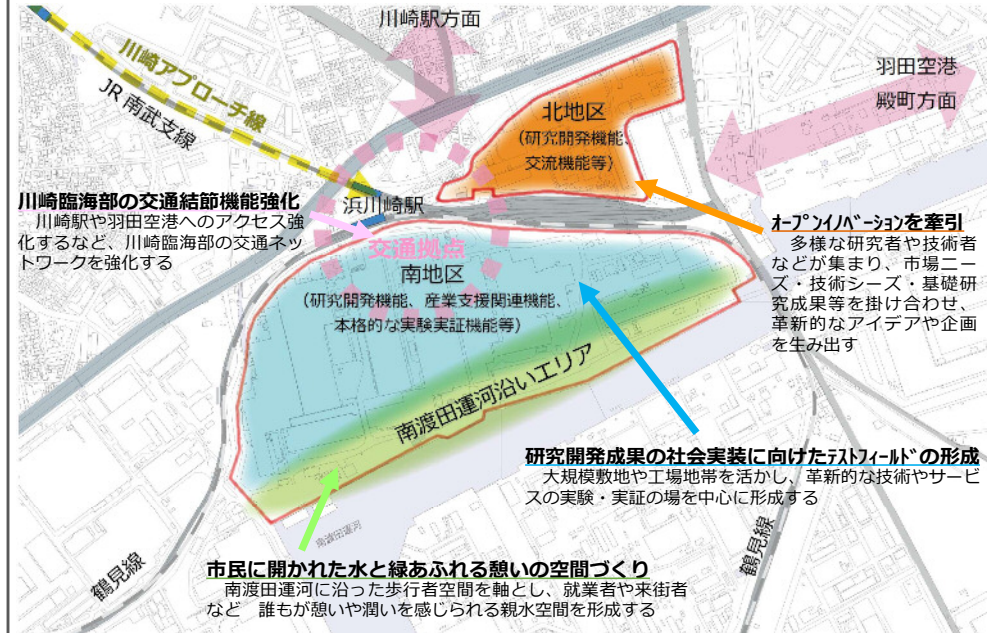 川崎駅方面
川崎アプローチ線
JR 南武支線
羽田空港
殿町方面
北地区
(研究開発機能、
交流機能等)
川崎臨海部の交通結節機能強化
川崎駅や羽田空港へのアクセス強
化するなど、川崎臨海部の交通ネッ
トワークを強化する
浜川崎駅
交通拠点
南地区
(研究開発機能、産業支援関連機能、
本格的な実験実証機能等)
オープンイノベーションを牽引
多様な研究者や技術者
などが集まり、市場ニー
ズ・技術シーズ・基礎研
究成果等を掛け合わせ、
革新的なアイデアや企画
を生み出す
南渡田運河沿いエリア
研究開発成果の社会実装に向けたテストフィールドの形成
大規模敷地や工場地帯を活かし、革新的な技術やサービ
スの実験・実証の場を中心に形成する
南渡田運河
鶴見線
鶴見線
市民に開かれた水と緑あふれる憩いの空間づくり
南渡田運河に沿った歩行者空間を軸とし、就業者や来街者
など　誰もが憩いや潤いを感じられる親水空間を形成する